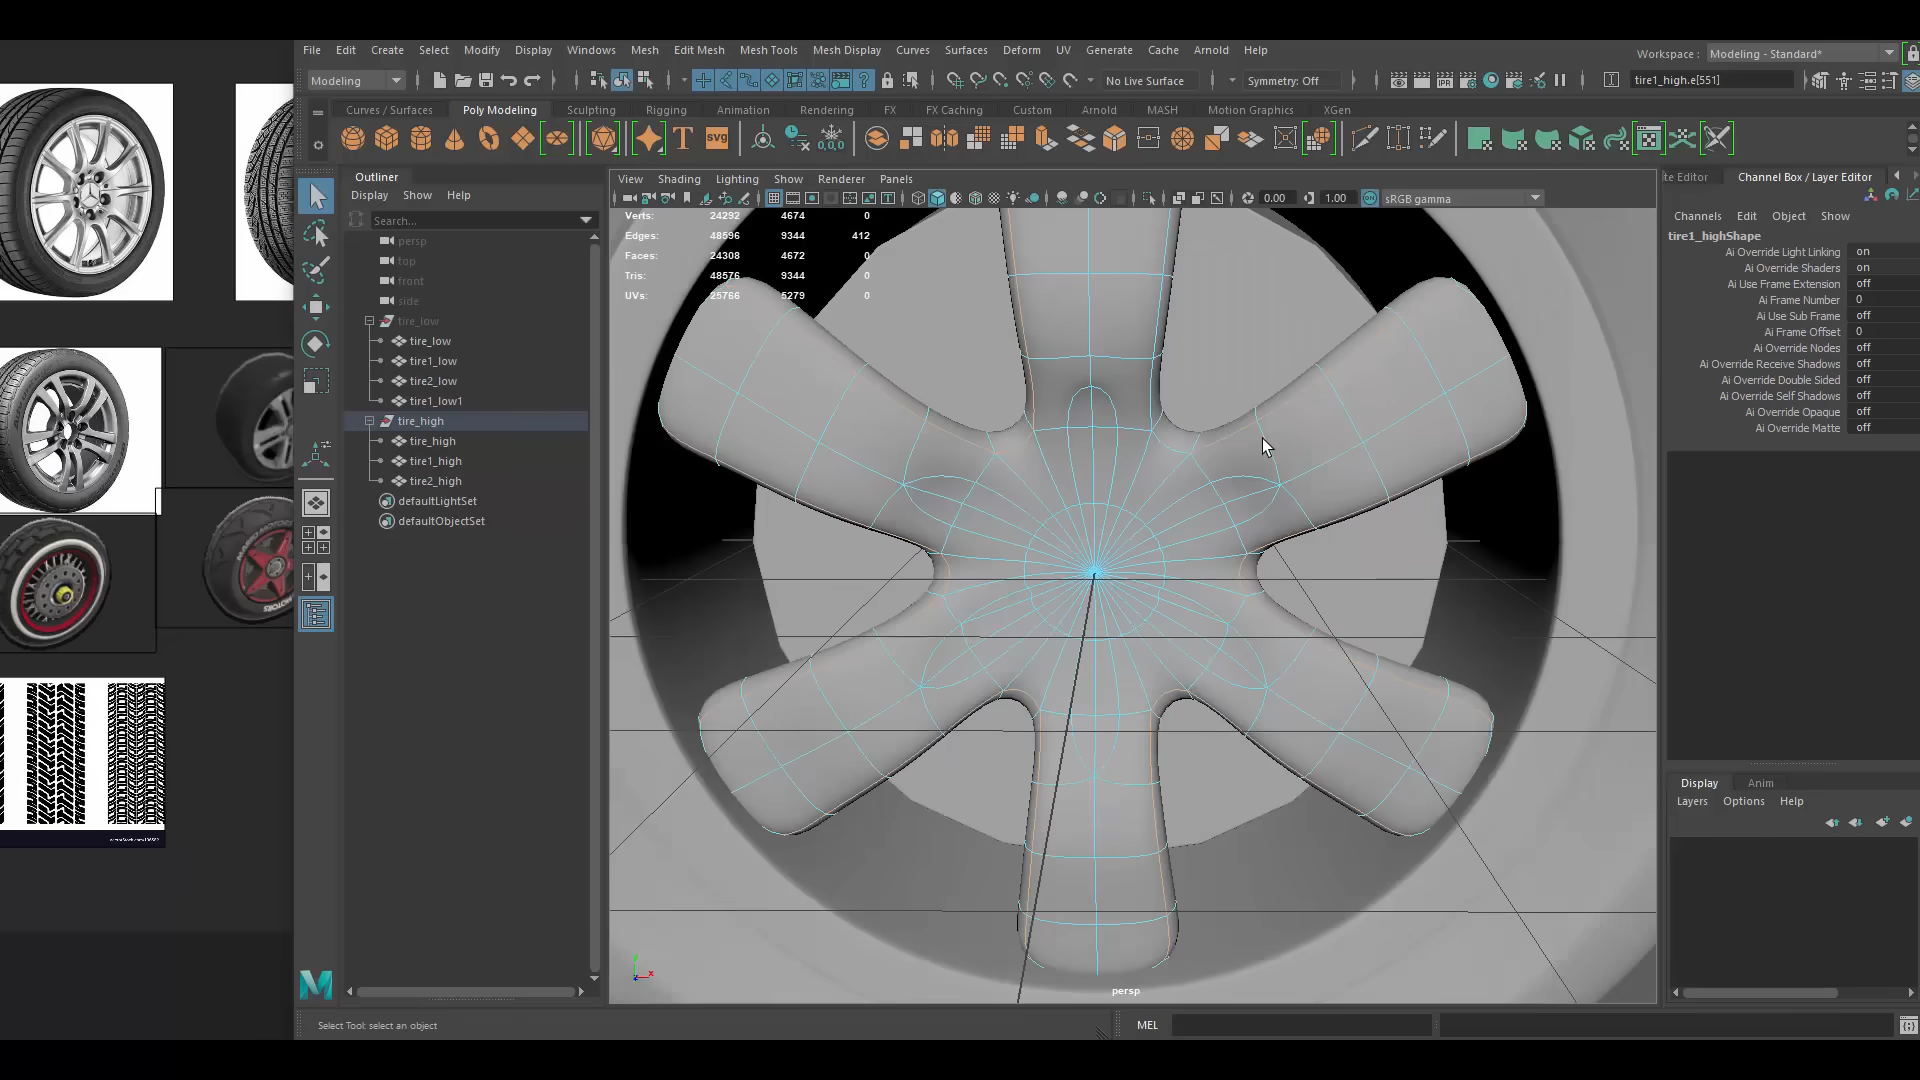 File Edit Create Select Modify Display Windows Mesh Edit Mesh Mesh Tools Mesh Display Curves Surfaces Deform UV Generate Cache Arnold Help
Workspace : Modeling - Standard*
Modeling
No Live Surface
Symmetry: Off
tire1_high.e[551]
Curves / Surfaces Poly Modeling Sculpting Rigging Animation Rendering FX FX Caching Custom Arnold MASH Motion Graphics XGen
T svg
0,0,0
Outliner
Display Show Help
Search...
persp
top
front
side
tire_low
tire_low
tire1_low
tire2_low
tire1_low1
tire_high
tire_high
tire1_high
tire2_high
defaultLightSet
defaultObjectSet
View Shading Lighting Show Renderer Panels
0.00 1.00 sRGB gamma
Verts: 24292 4674 0
Edges: 48596 9344 412
Faces: 24308 4672 0
Tris: 48576 9344 0
UVs: 25766 5279 0
persp
te Editor Channel Box / Layer Editor
Channels Edit Object Show
tire1_highShape
Ai Override Light Linking on
Ai Override Shaders on
Ai Use Frame Extension off
Ai Frame Number 0
Ai Use Sub Frame off
Ai Frame Offset 0
Ai Override Nodes off
Ai Override Receive Shadows off
Ai Override Double Sided off
Ai Override Self Shadows off
Ai Override Opaque off
Ai Override Matte off
Display Anim
Layers Options Help
Select Tool: select an object
MEL